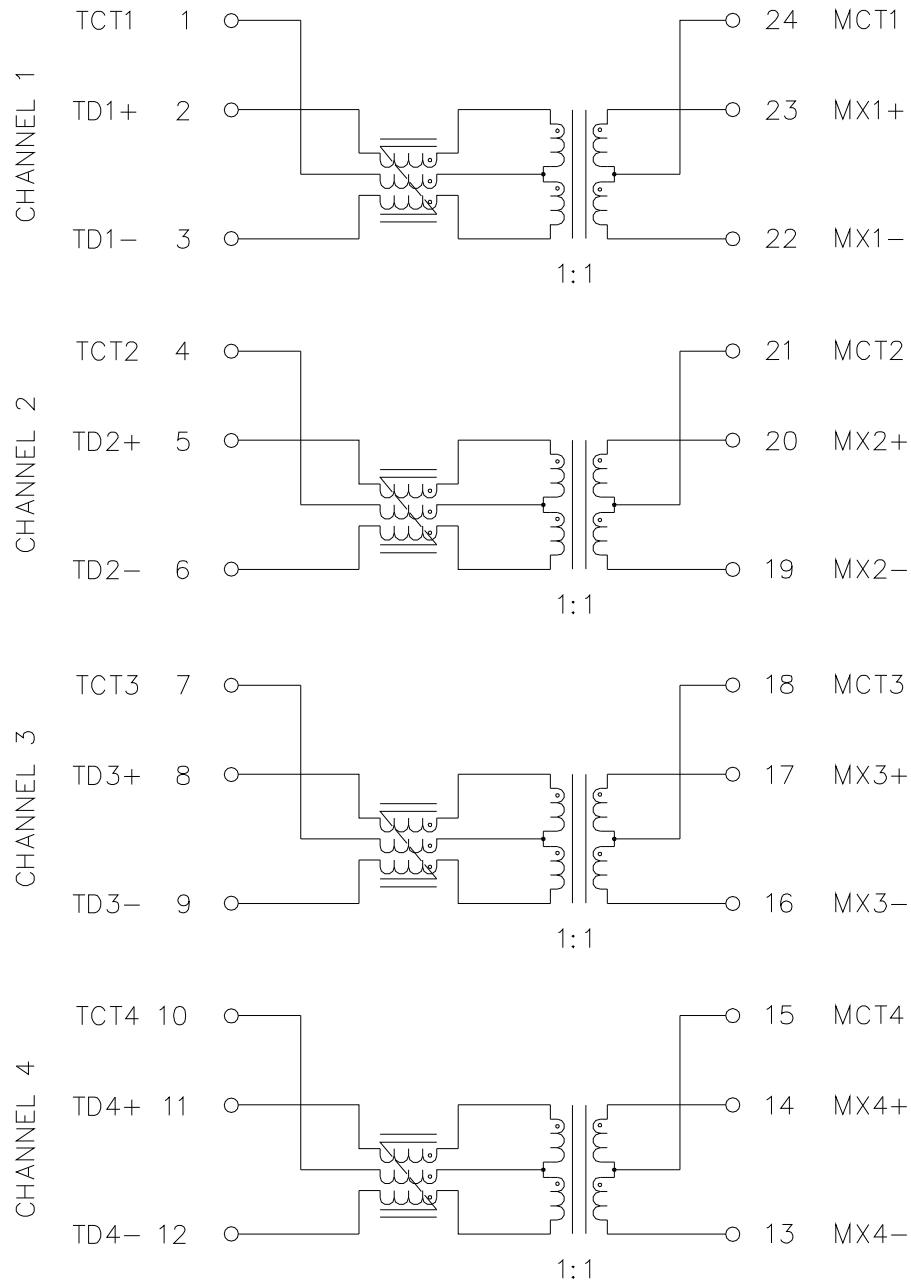 CHANNEL 1
TCT1 1 24 MCT1
TD1+ 2 23 MX1+
TD1− 3 22 MX1−
1:1
CHANNEL 2
TCT2 4 21 MCT2
TD2+ 5 20 MX2+
TD2− 6 19 MX2−
1:1
CHANNEL 3
TCT3 7 18 MCT3
TD3+ 8 17 MX3+
TD3− 9 16 MX3−
1:1
CHANNEL 4
TCT4 10 15 MCT4
TD4+ 11 14 MX4+
TD4− 12 13 MX4−
1:1